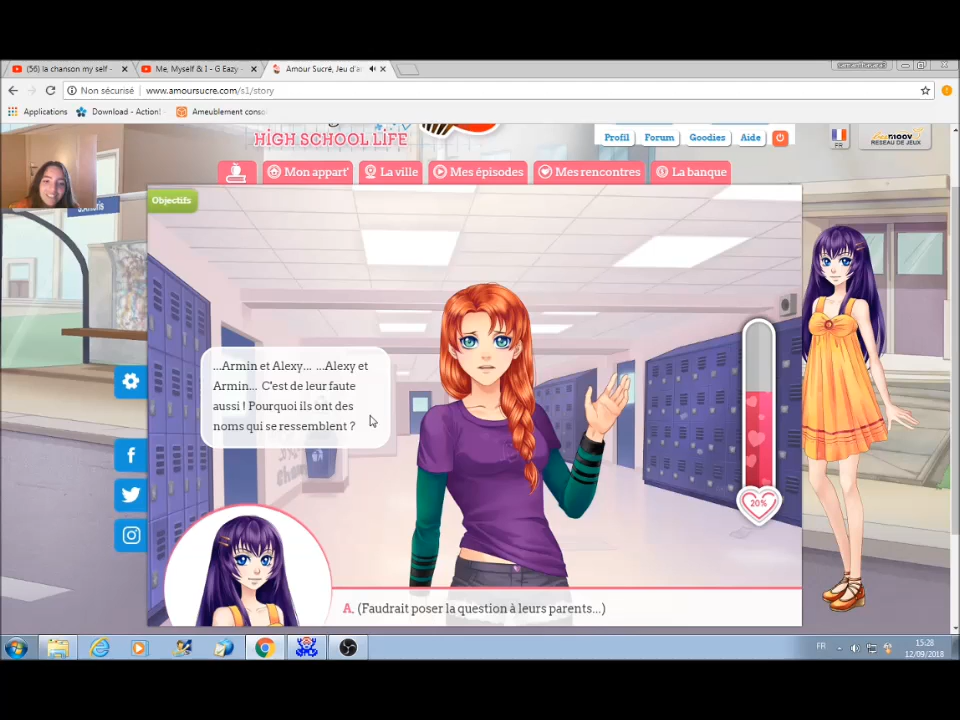 (56) la chanson my self -
Me, Myself & I - G Eazy -
Amour Sucré, Jeu d'a
Non sécurisé
www.amoursucre.com/s1/story
Applications
Download - Action!
Ameublement conso
HIGH SCHOOL LIFE
Profil
Forum
Goodies
Aide
FR
RESEAU DE JEUX
Mon appart'
La ville
Mes épisodes
Mes rencontres
La banque
Objectifs
...Armin et Alexy... ...Alexy et
Armin... C'est de leur faute
aussi ! Pourquoi ils ont des
noms qui se ressemblent ?
20%
A. (Faudrait poser la question à leurs parents...)
FR
15:28
12/09/2018